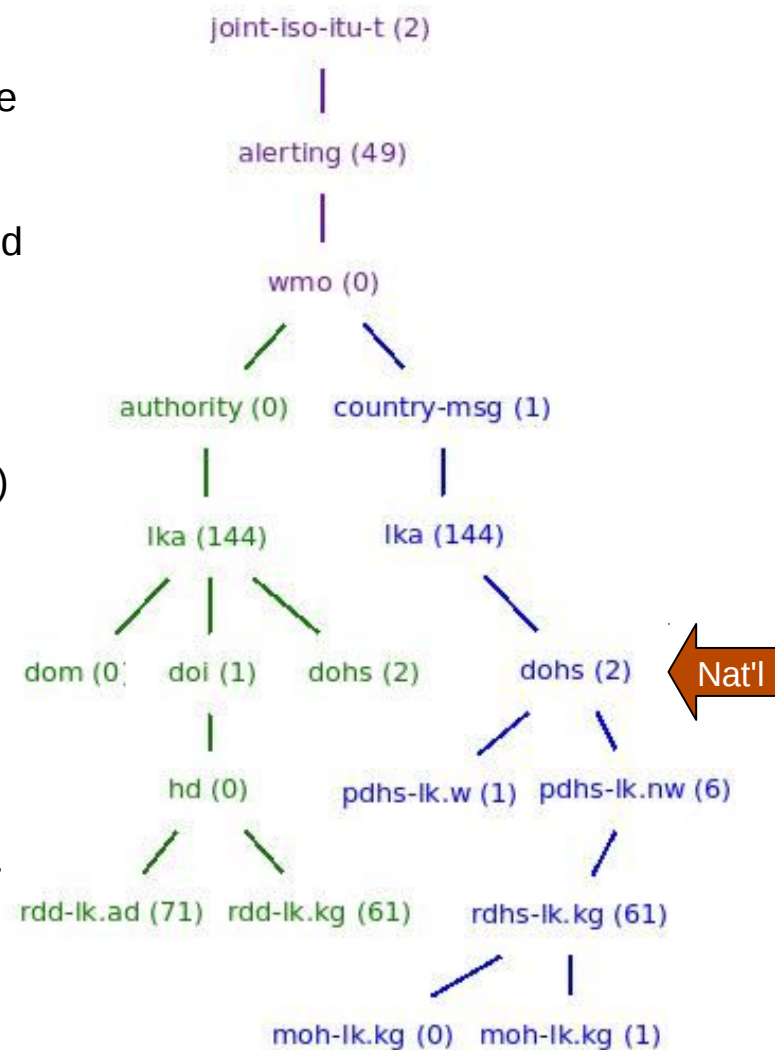 joint-iso-itu-t (2)
e
alerting (49)
d
wmo (0)
authority (0) country-msg (1)
)
lka (144) lka (144)
dom (0) doi (1) dohs (2) dohs (2) Nat'l
hd (0) pdhs-lk.w (1) pdhs-lk.nw (6)
rdd-lk.ad (71) rdd-lk.kg (61) rdhs-lk.kg (61)
moh-lk.kg (0) moh-lk.kg (1)